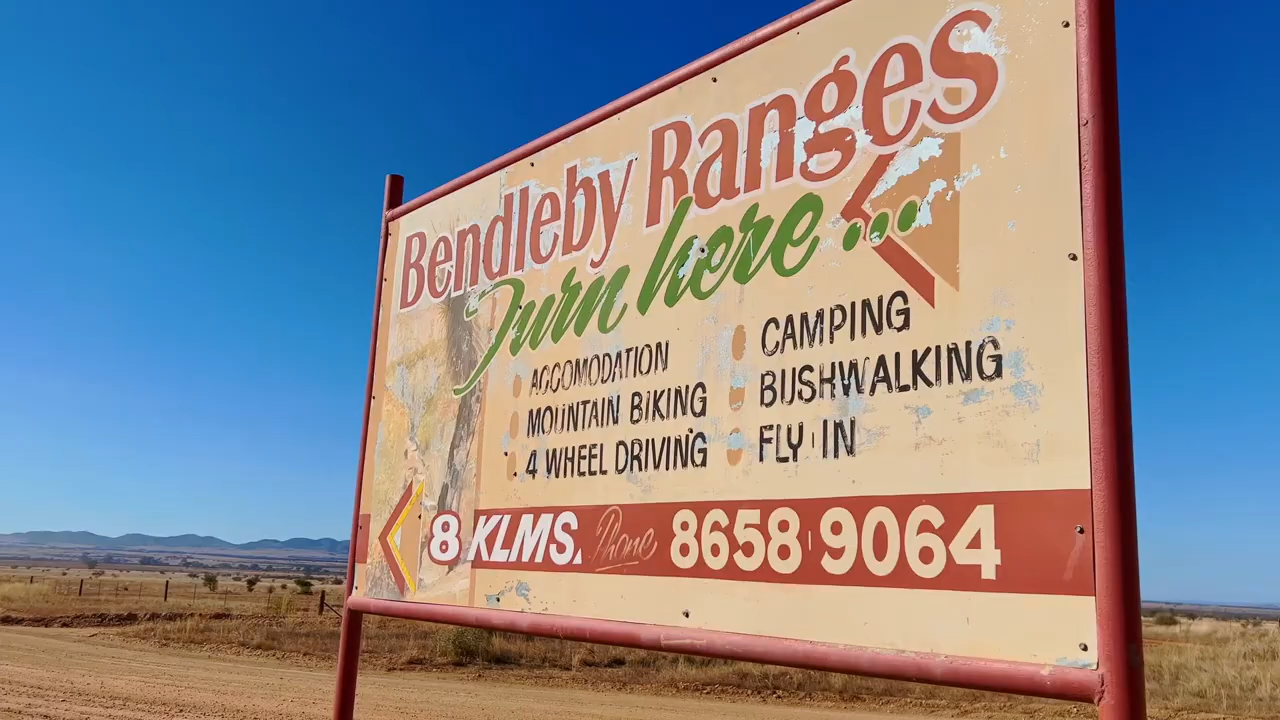 Bendleby Ranges
Turn here...
ACCOMODATION
MOUNTAIN BIKING
4 WHEEL DRIVING
CAMPING
BUSHWALKING
FLY IN
8 KLMS. Phone 8658 9064